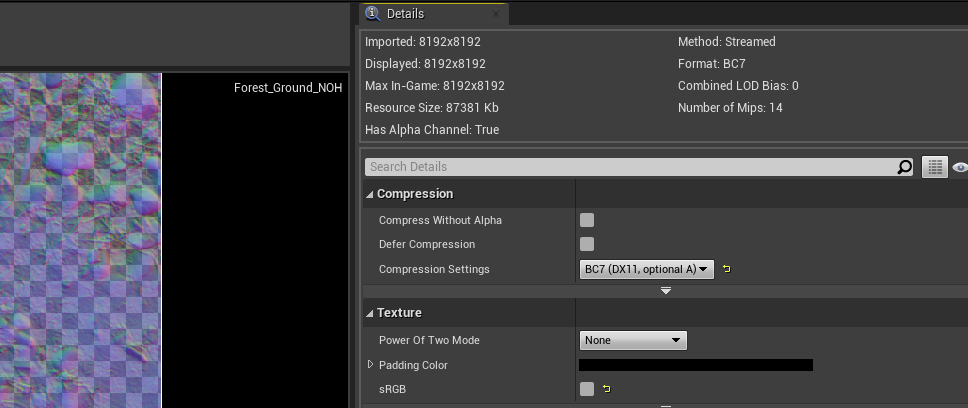 Details
Imported: 8192x8192
Method: Streamed
Displayed: 8192x8192
Format: BC7
Max In-Game: 8192x8192
Combined LOD Bias: 0
Resource Size: 87381 Kb
Number of Mips: 14
Has Alpha Channel: True
Forest_Ground_NOH
Search Details
Compression
Compress Without Alpha
Defer Compression
Compression Settings
BC7 (DX11, optional A)
Texture
Power Of Two Mode
None
Padding Color
sRGB